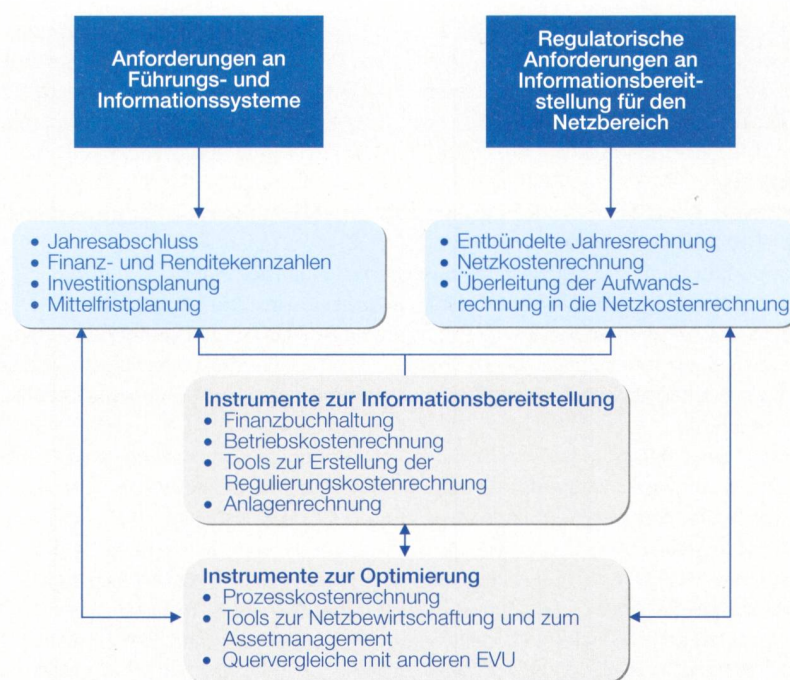 Anforderungen an
Führungs- und
Informationssysteme
Regulatorische
Anforderungen an
Informationsbereit-
stellung für den
Netzbereich
• Jahresabschluss
• Finanz- und Renditekennzahlen
• Investitionsplanung
• Mittelfristplanung
• Entbündelte Jahresrechnung
• Netzkostenrechnung
• Überleitung der Aufwands-
rechnung in die Netzkostenrechnung
Instrumente zur Informationsbereitstellung
• Finanzbuchhaltung
• Betriebskostenrechnung
• Tools zur Erstellung der
Regulierungskostenrechnung
• Anlagenrechnung
Instrumente zur Optimierung
• Prozesskostenrechnung
• Tools zur Netzbewirtschaftung und zum
Assetmanagement
• Quervergleiche mit anderen EVU